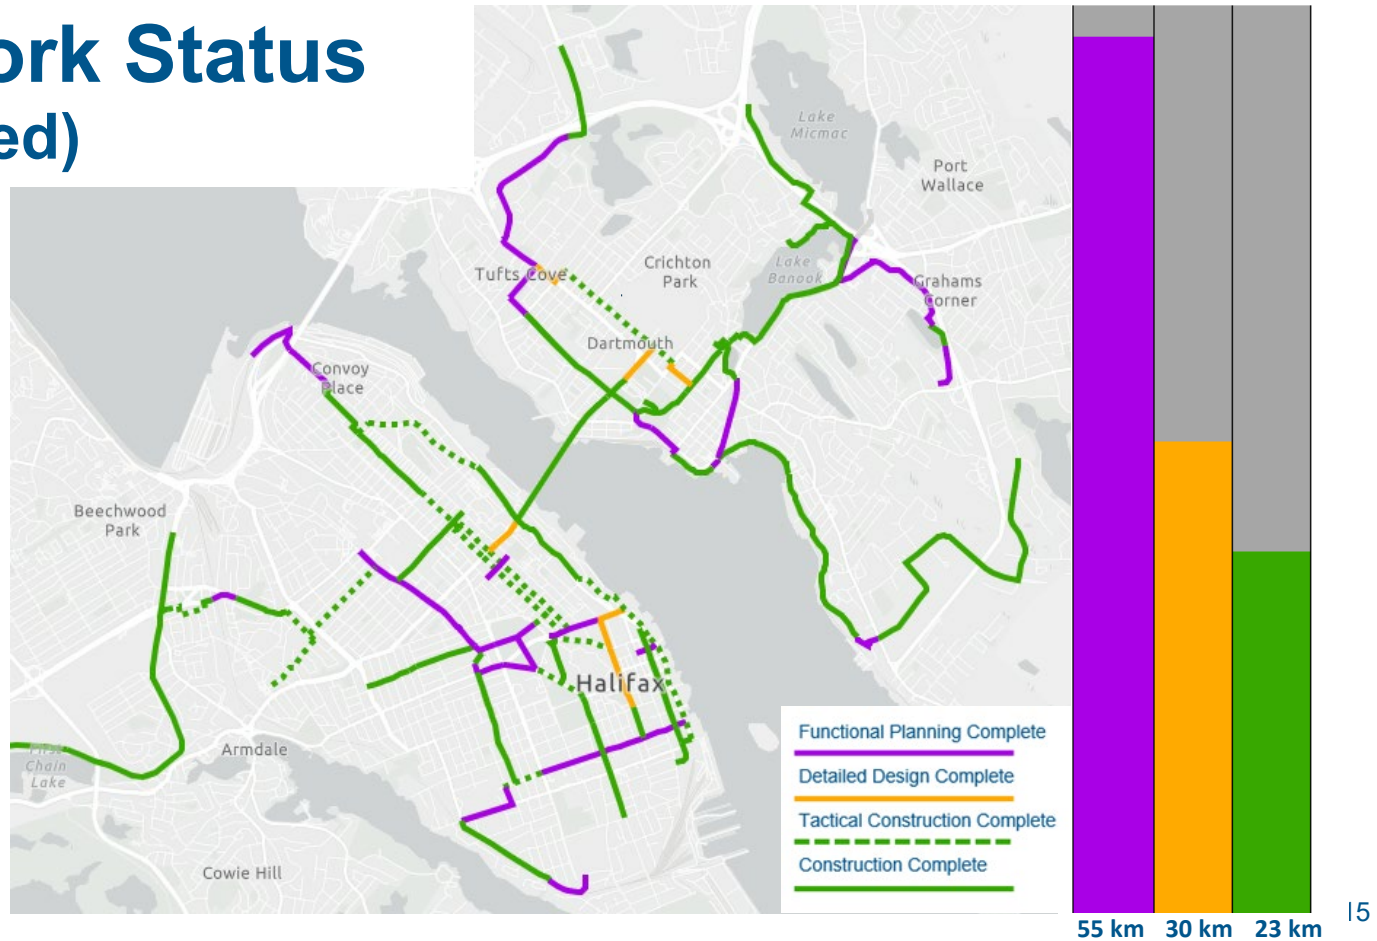 ork Status
ed)
Lake
Micmac
Port
Wallace
Tufts Cove
Crichton
Park
Lake
Banook
Grahams
Corner
Dartmouth
Convoy
Place
Beechwood
Park
Halifax
Armdale
First
Chain
Lake
Cowie Hill
Functional Planning Complete
Detailed Design Complete
Tactical Construction Complete
Construction Complete
55 km 30 km 23 km
15